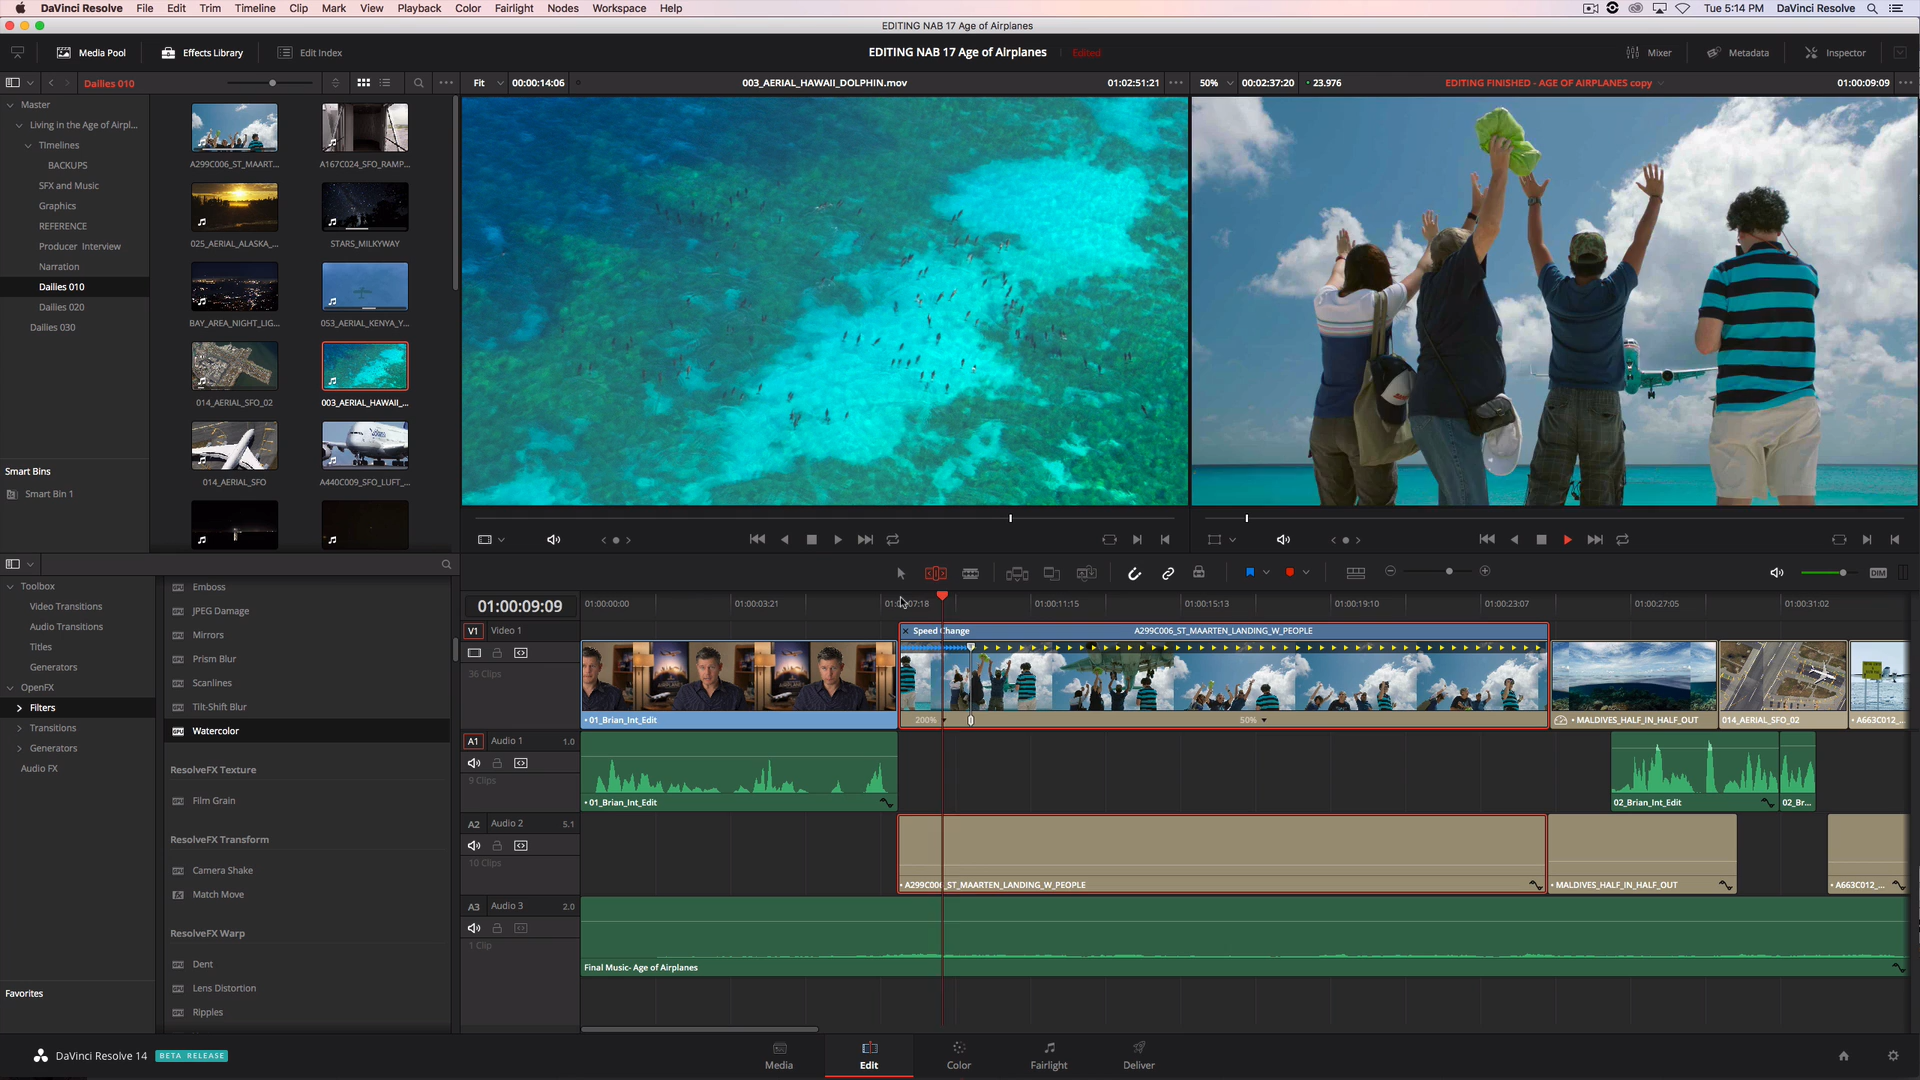 DaVinci Resolve File Edit Trim Timeline Clip Mark View Playback Color Fairlight Nodes Workspace Help
Tue 5:14 PM DaVinci Resolve
EDITING NAB 17 Age of Airplanes
Media Pool Effects Library Edit Index
EDITING NAB 17 Age of Airplanes Edited
Mixer Metadata Inspector
Dailies 010
Fit 00:00:14:06 003_AERIAL_HAWAII_DOLPHIN.mov 01:02:51:21
50% 00:02:37:20 23.976 EDITING FINISHED - AGE OF AIRPLANES copy 01:00:09:09
Master
Living in the Age of Airpl...
TImelines
BACKUPS
SFX and Music
Graphics
REFERENCE
Producer Interview
Narration
Dailies 010
Dailies 020
Dailies 030
Smart Bins
Smart Bin 1
A299C006_ST_MAART... A167C024_SFO_RAMP...
025_AERIAL_ALASKA_... STARS_MILKYWAY
BAY_AREA_NIGHT_LIG... 053_AERIAL_KENYA_Y...
014_AERIAL_SFO_02 003_AERIAL_HAWAII_...
014_AERIAL_SFO A440C009_SFO_LUFT_...
Toolbox
Video Transitions
Audio Transitions
Titles
Generators
OpenFX
Filters
Transitions
Generators
Audio FX
Favorites
Emboss
JPEG Damage
Mirrors
Prism Blur
Scanlines
Tilt-Shift Blur
Watercolor
ResolveFX Texture
Film Grain
ResolveFX Transform
Camera Shake
Match Move
ResolveFX Warp
Dent
Lens Distortion
Ripples
DIM
01:00:09:09
01:00:00:00 01:00:03:21 01:00:07:18 01:00:11:15 01:00:15:13 01:00:19:10 01:00:23:07 01:00:27:05 01:00:31:02
V1 Video 1
36 Clips
Speed Change A299C006_ST_MAARTEN_LANDING_W_PEOPLE
01_Brian_Int_Edit 200% 50% MALDIVES_HALF_IN_HALF_OUT 014_AERIAL_SFO_02 A663C012_...
A1 Audio 1 1.0
9 Clips
01_Brian_Int_Edit 02_Brian_Int_Edit 02_Br...
A2 Audio 2 5.1
10 Clips
A299C006_ST_MAARTEN_LANDING_W_PEOPLE MALDIVES_HALF_IN_HALF_OUT A663C012_...
A3 Audio 3 2.0
1 Clip
Final Music- Age of Airplanes
DaVinci Resolve 14 BETA RELEASE
Media Edit Color Fairlight Deliver